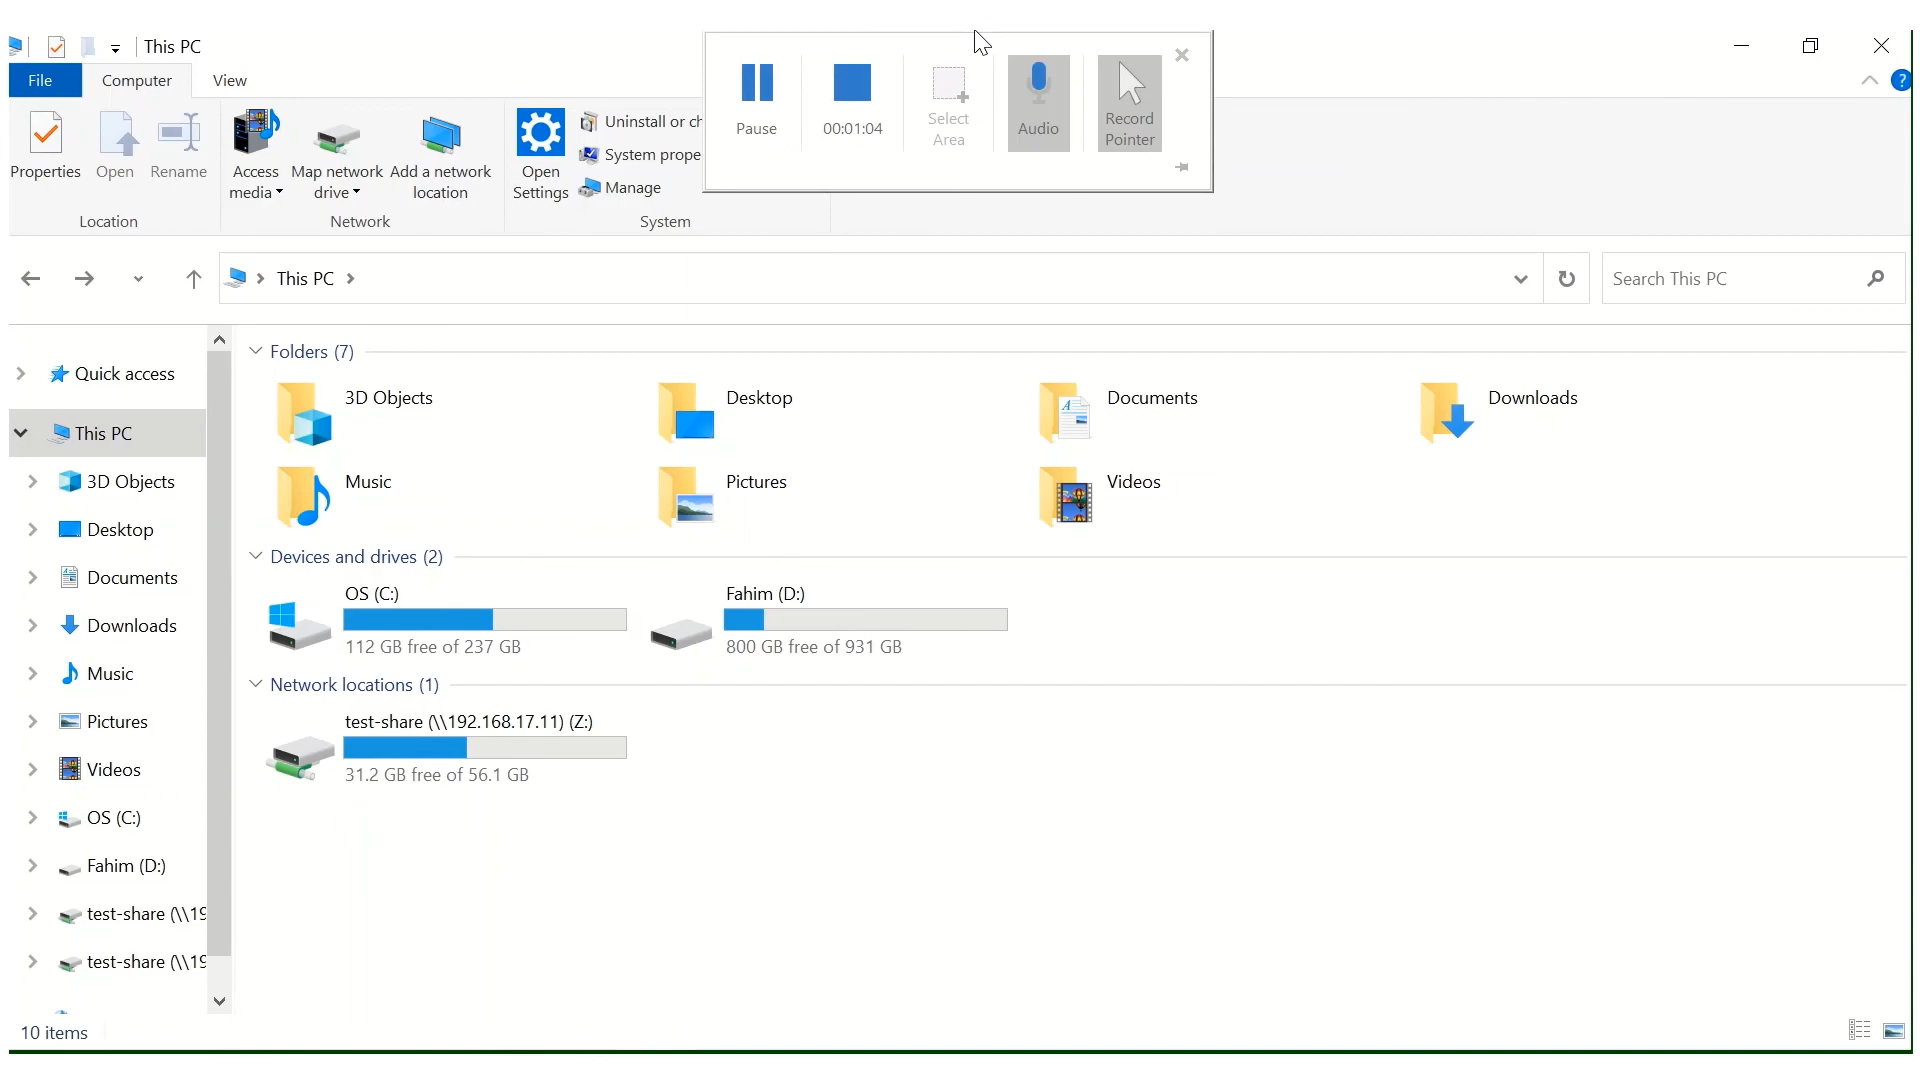 This PC
File
Computer
View
Properties
Open
Rename
Access media
Map network drive
Add a network location
Open Settings
Uninstall or ch
System prope
Manage
Location
Network
System
Pause
00:01:04
Select Area
Audio
Record Pointer
?
This PC
Search This PC
Quick access
This PC
3D Objects
Desktop
Documents
Downloads
Music
Pictures
Videos
OS (C:)
Fahim (D:)
test-share (\\19
test-share (\\19
Folders (7)
3D Objects
Desktop
Documents
Downloads
Music
Pictures
Videos
Devices and drives (2)
OS (C:)
112 GB free of 237 GB
Fahim (D:)
800 GB free of 931 GB
Network locations (1)
test-share (\\192.168.17.11) (Z:)
31.2 GB free of 56.1 GB
10 items